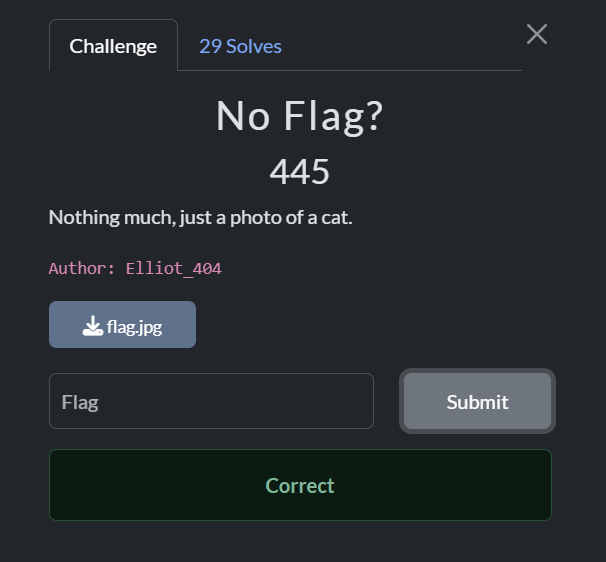 Challenge
29 Solves
No Flag?
445
Nothing much, just a photo of a cat.
Author: Elliot_404
flag.jpg
Flag
Submit
Correct